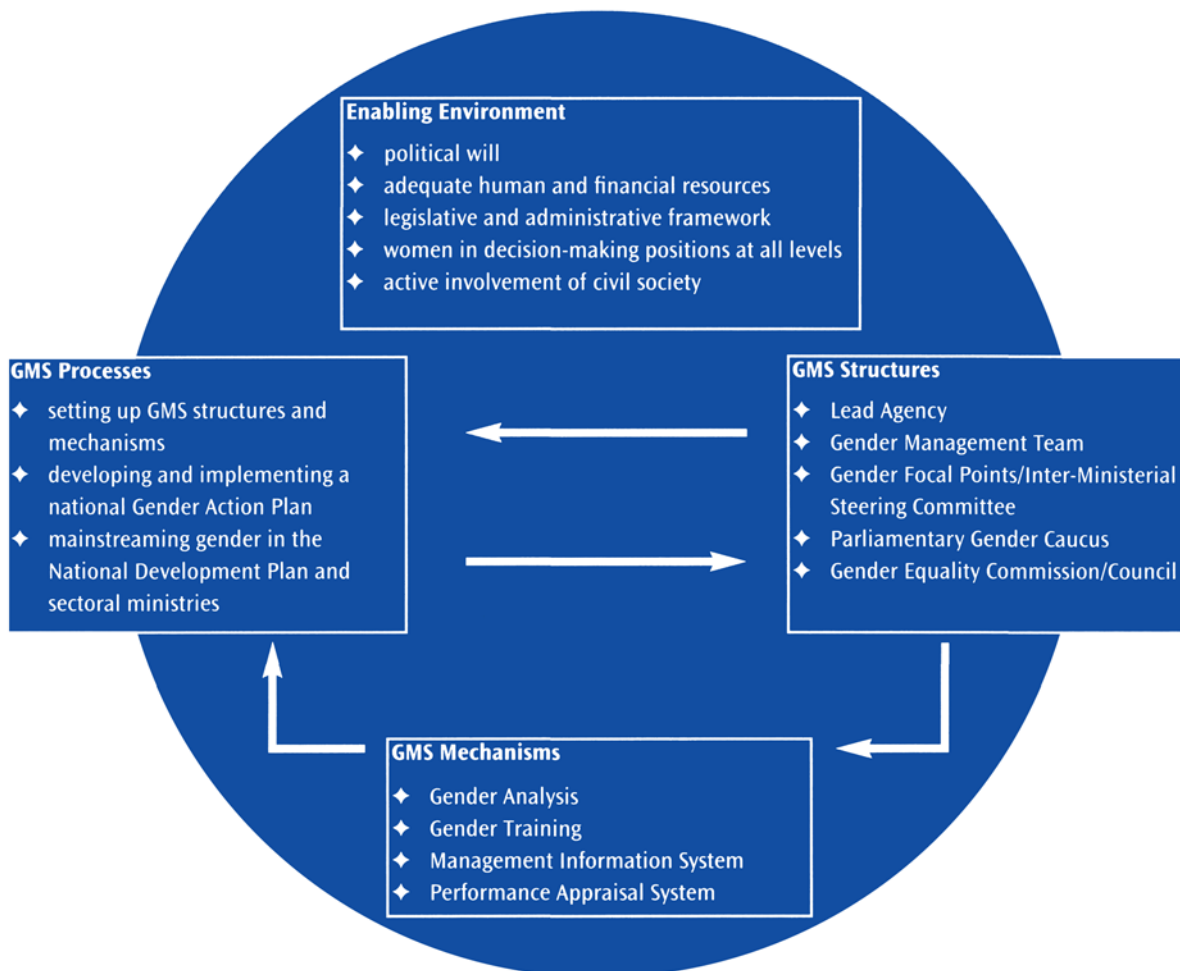 Enabling Environment
✦ political will
✦ adequate human and financial resources
✦ legislative and administrative framework
✦ women in decision-making positions at all levels
✦ active involvement of civil society
GMS Processes
✦ setting up GMS structures and
mechanisms
✦ developing and implementing a
national Gender Action Plan
✦ mainstreaming gender in the
National Development Plan and
sectoral ministries
GMS Structures
✦ Lead Agency
✦ Gender Management Team
✦ Gender Focal Points/Inter-Ministerial
Steering Committee
✦ Parliamentary Gender Caucus
✦ Gender Equality Commission/Council
GMS Mechanisms
✦ Gender Analysis
✦ Gender Training
✦ Management Information System
✦ Performance Appraisal System